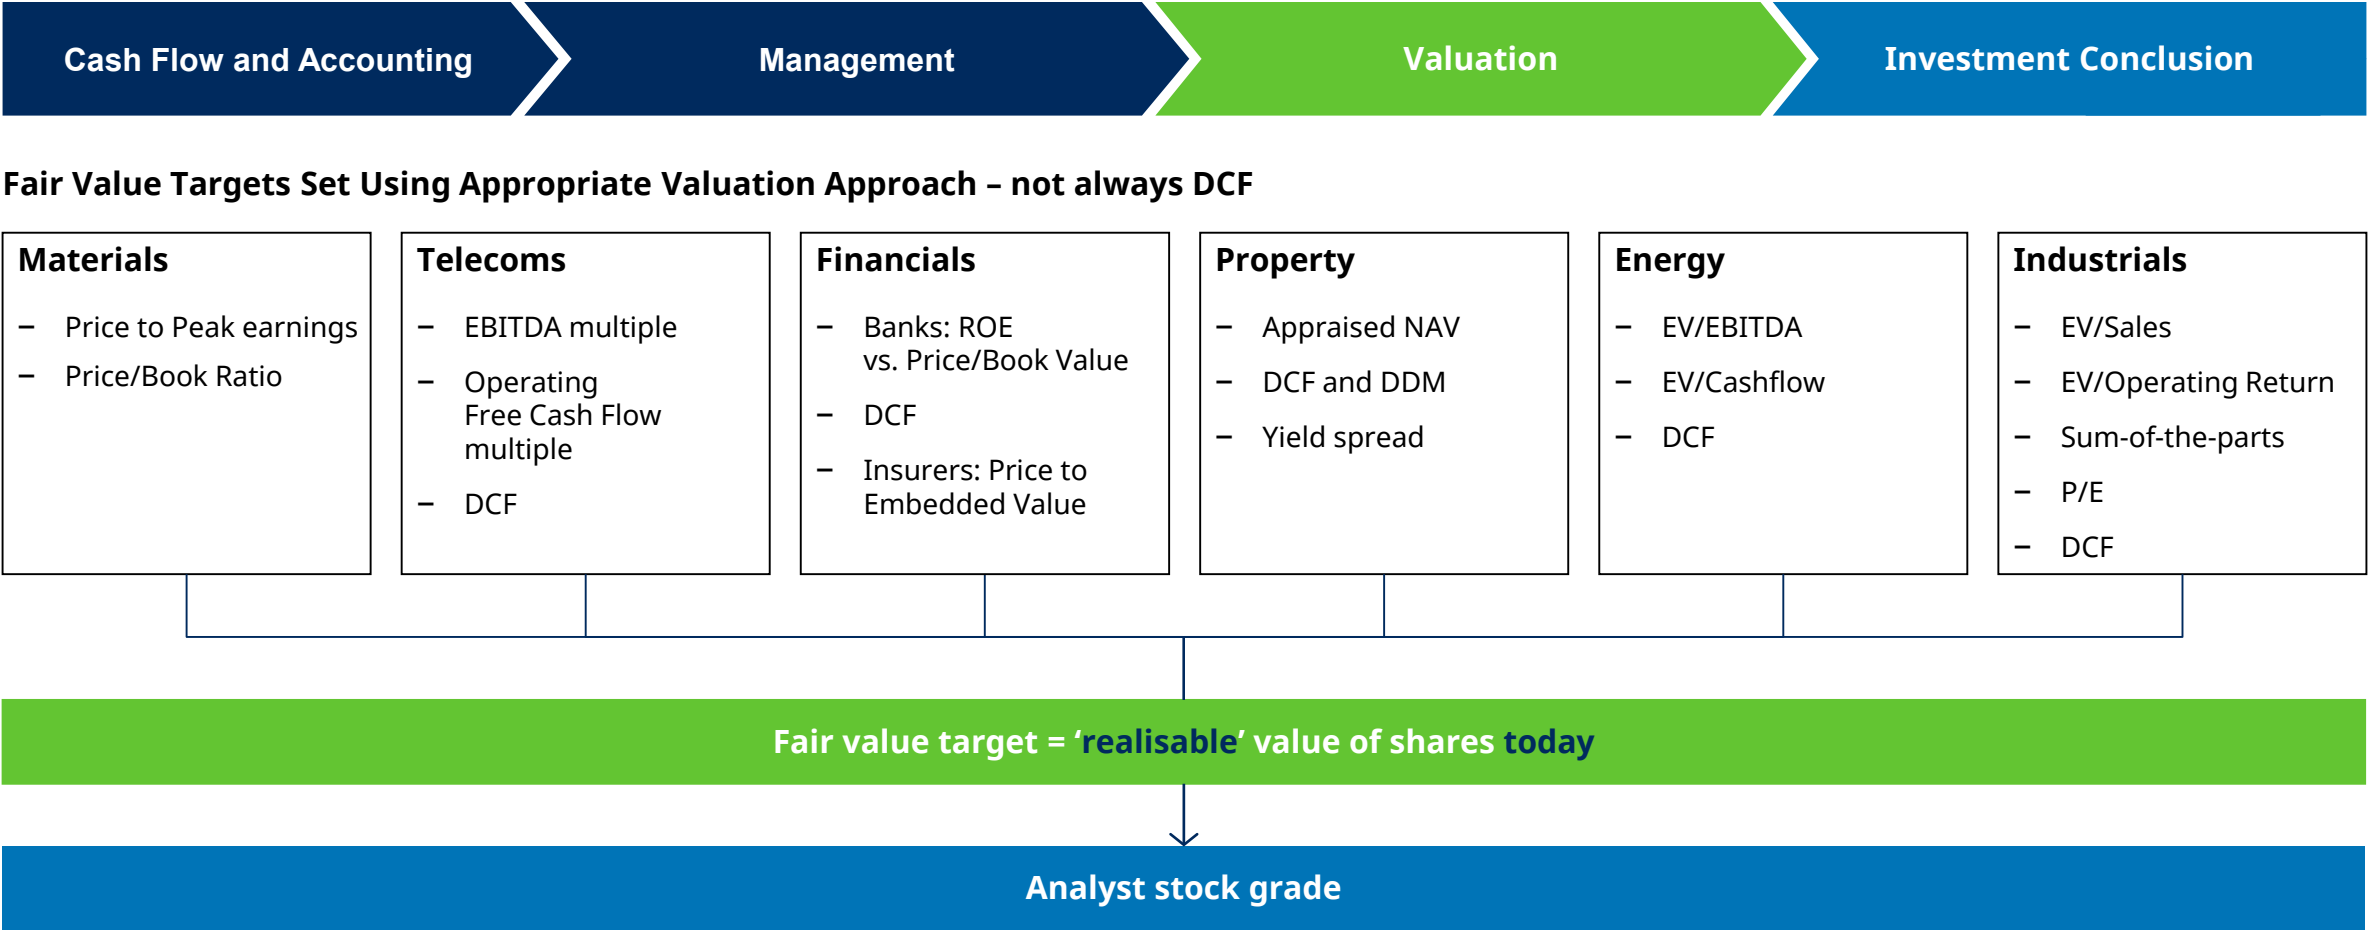 Cash Flow and Accounting
Management
Valuation
Investment Conclusion
Fair Value Targets Set Using Appropriate Valuation Approach – not always DCF
Materials
– Price to Peak earnings
– Price/Book Ratio
Telecoms
– EBITDA multiple
– Operating
Free Cash Flow
multiple
– DCF
Financials
– Banks: ROE
vs. Price/Book Value
– DCF
– Insurers: Price to
Embedded Value
Property
– Appraised NAV
– DCF and DDM
– Yield spread
Energy
– EV/EBITDA
– EV/Cashflow
– DCF
Industrials
– EV/Sales
– EV/Operating Return
– Sum-of-the-parts
– P/E
– DCF
Fair value target = ‘realisable’ value of shares today
Analyst stock grade